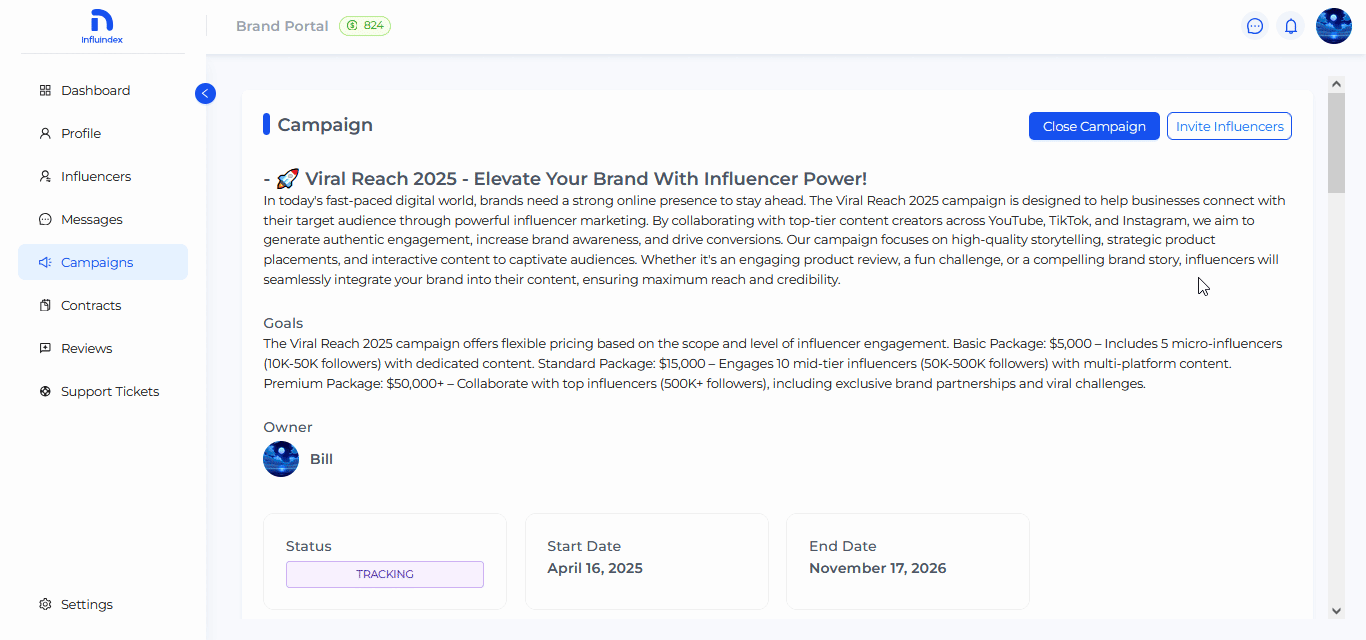 Influindex
Brand Portal
824
Dashboard
Profile
Influencers
Messages
Campaigns
Contracts
Reviews
Support Tickets
Settings
Campaign
Close Campaign
Invite Influencers
- 🚀 Viral Reach 2025 - Elevate Your Brand With Influencer Power!
In today's fast-paced digital world, brands need a strong online presence to stay ahead. The Viral Reach 2025 campaign is designed to help businesses connect with
their target audience through powerful influencer marketing. By collaborating with top-tier content creators across YouTube, TikTok, and Instagram, we aim to
generate authentic engagement, increase brand awareness, and drive conversions. Our campaign focuses on high-quality storytelling, strategic product
placements, and interactive content to captivate audiences. Whether it's an engaging product review, a fun challenge, or a compelling brand story, influencers will
seamlessly integrate your brand into their content, ensuring maximum reach and credibility.
Goals
The Viral Reach 2025 campaign offers flexible pricing based on the scope and level of influencer engagement. Basic Package: $5,000 – Includes 5 micro-influencers
(10K-50K followers) with dedicated content. Standard Package: $15,000 – Engages 10 mid-tier influencers (50K-500K followers) with multi-platform content.
Premium Package: $50,000+ – Collaborate with top influencers (500K+ followers), including exclusive brand partnerships and viral challenges.
Owner
Bill
Status
TRACKING
Start Date
April 16, 2025
End Date
November 17, 2026